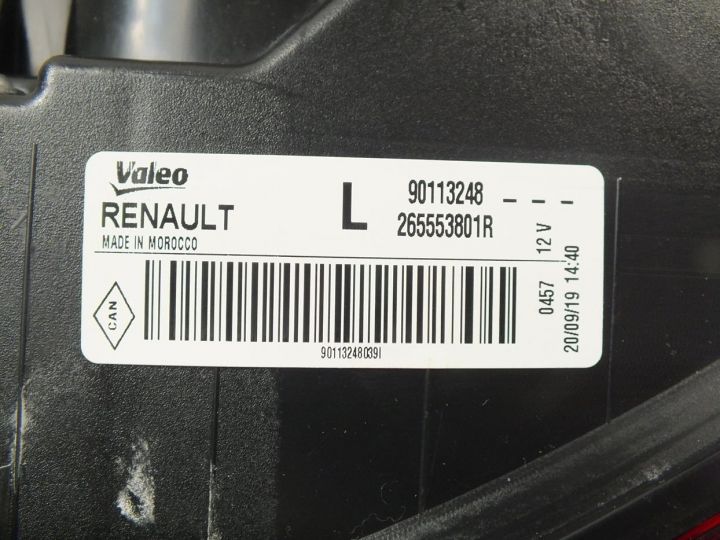 Valeo
RENAULT
MADE IN MOROCCO
L
90113248 - - -
265553801R
CAN
90113248039I
0457 12 V
20/09/19 14:40